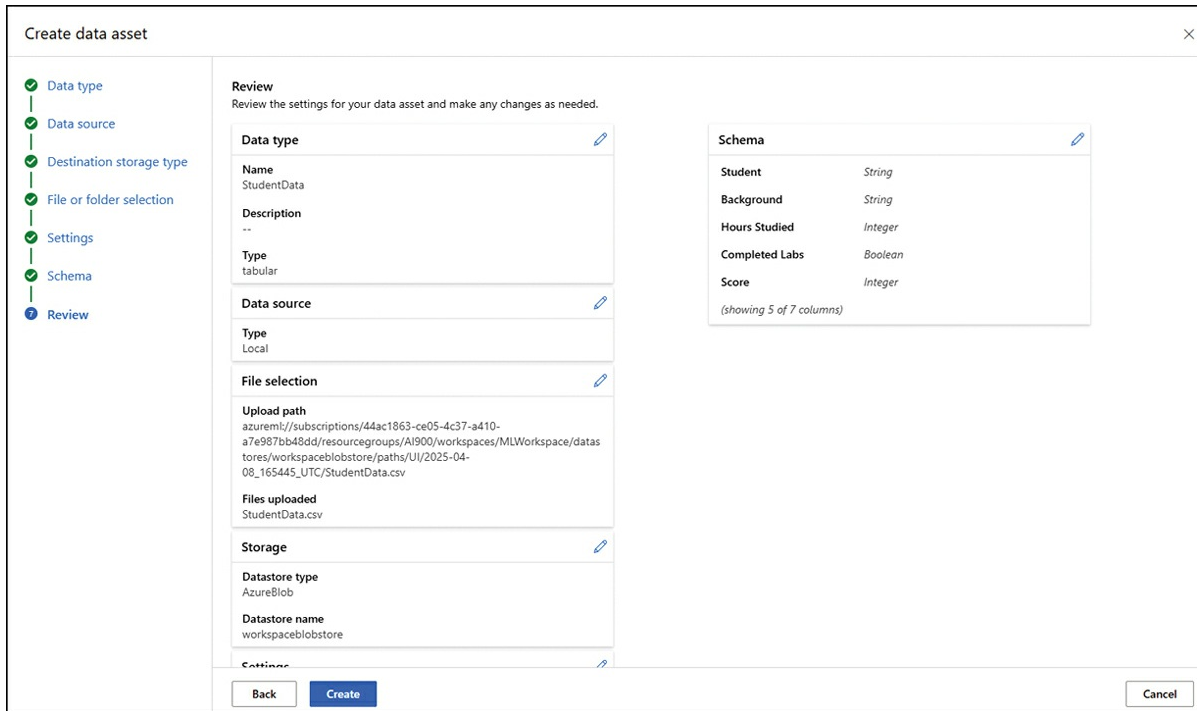 Create data asset
Data type
Data source
Destination storage type
File or folder selection
Settings
Schema
7
Review
Review
Review the settings for your data asset and make any changes as needed.
Data type
Name
StudentData
Description
--
Type
tabular
Data source
Type
Local
File selection
Upload path
azureml://subscriptions/44ac1863-ce05-4c37-a410-
a7e987bb48dd/resourcegroups/AI900/workspaces/MLWorkspace/datas
tores/workspaceblobstore/paths/UI/2025-04-
08_165445_UTC/StudentData.csv
Files uploaded
StudentData.csv
Storage
Datastore type
AzureBlob
Datastore name
workspaceblobstore
Settings
Schema
Student String
Background String
Hours Studied Integer
Completed Labs Boolean
Score Integer
(showing 5 of 7 columns)
Back
Create
Cancel